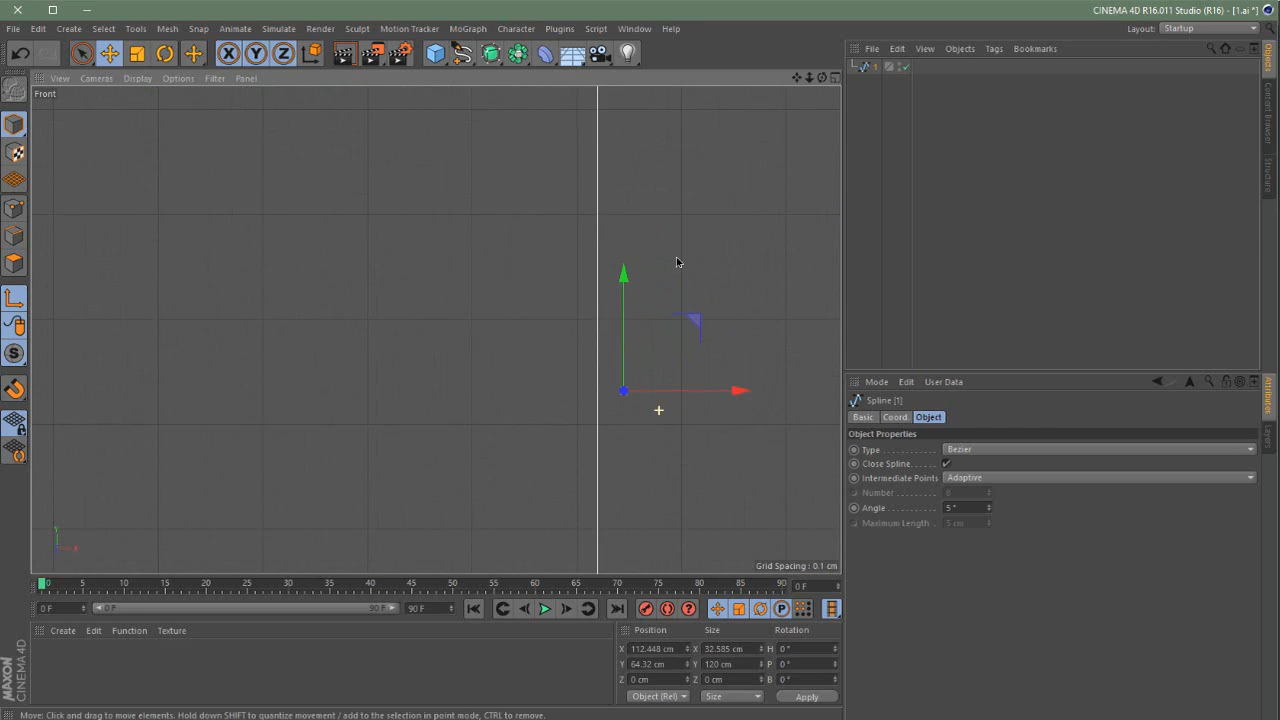 CINEMA 4D R16.011 Studio (R16) - [1.ai *]
File Edit Create Select Tools Mesh Snap Animate Simulate Render Sculpt Motion Tracker MoGraph Character Plugins Script Window Help
Layout: Startup
X Y Z
File Edit View Objects Tags Bookmarks
1
View Cameras Display Options Filter Panel
Front
Objects
Content Browser
Structure
Mode Edit User Data
Spline [1]
Basic Coord. Object
Object Properties
Type Bezier
Close Spline
Intermediate Points Adaptive
Number 8
Angle 5 °
Maximum Length 5 cm
Attributes
Layers
Y
X
Grid Spacing : 0.1 cm
0 5 10 15 20 25 30 35 40 45 50 55 60 65 70 75 80 85 90 0 F
0 F 0 F 90 F 90 F
P
Create Edit Function Texture
Position Size Rotation
X 112.448 cm X 32.585 cm H 0 °
Y 64.32 cm Y 120 cm P 0 °
Z 0 cm Z 0 cm B 0 °
Object (Rel) Size Apply
MAXON CINEMA 4D
Move: Click and drag to move elements. Hold down SHIFT to quantize movement / add to the selection in point mode, CTRL to remove.